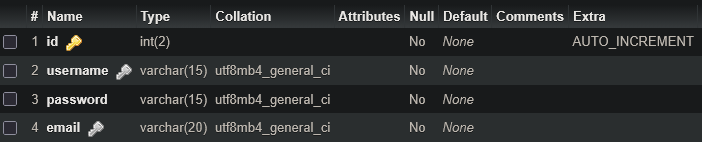 # Name Type Collation Attributes Null Default Comments Extra
1 id int(2) No None AUTO_INCREMENT
2 username varchar(15) utf8mb4_general_ci No None
3 password varchar(15) utf8mb4_general_ci No None
4 email varchar(20) utf8mb4_general_ci No None